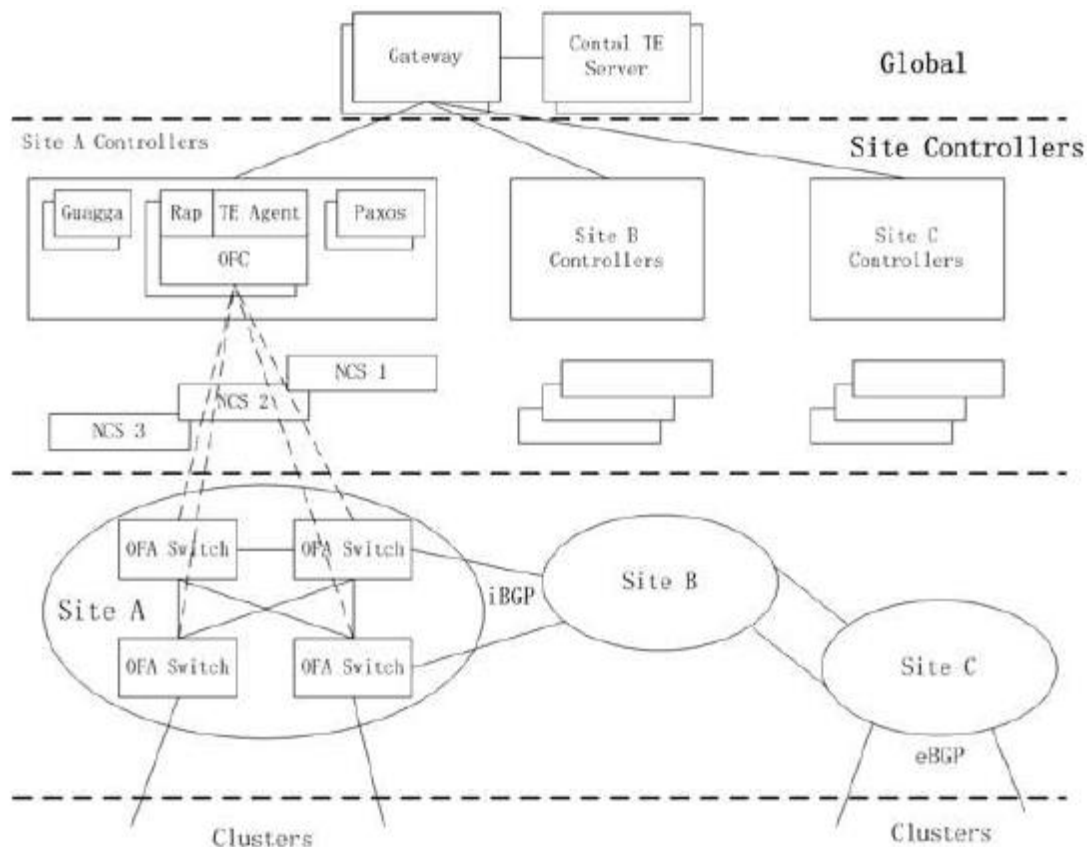 Gateway
Contal TE
Server
Global
Site A Controllers
Site Controllers
Guagga
Rap
TE Agent
Paxos
OFC
Site B
Controllers
Site C
Controllers
NCS 1
NCS 2
NCS 3
OFA Switch
OFA Switch
Site A
iBGP
Site B
OFA Switch
OFA Switch
Site C
eBGP
Clusters
Clusters